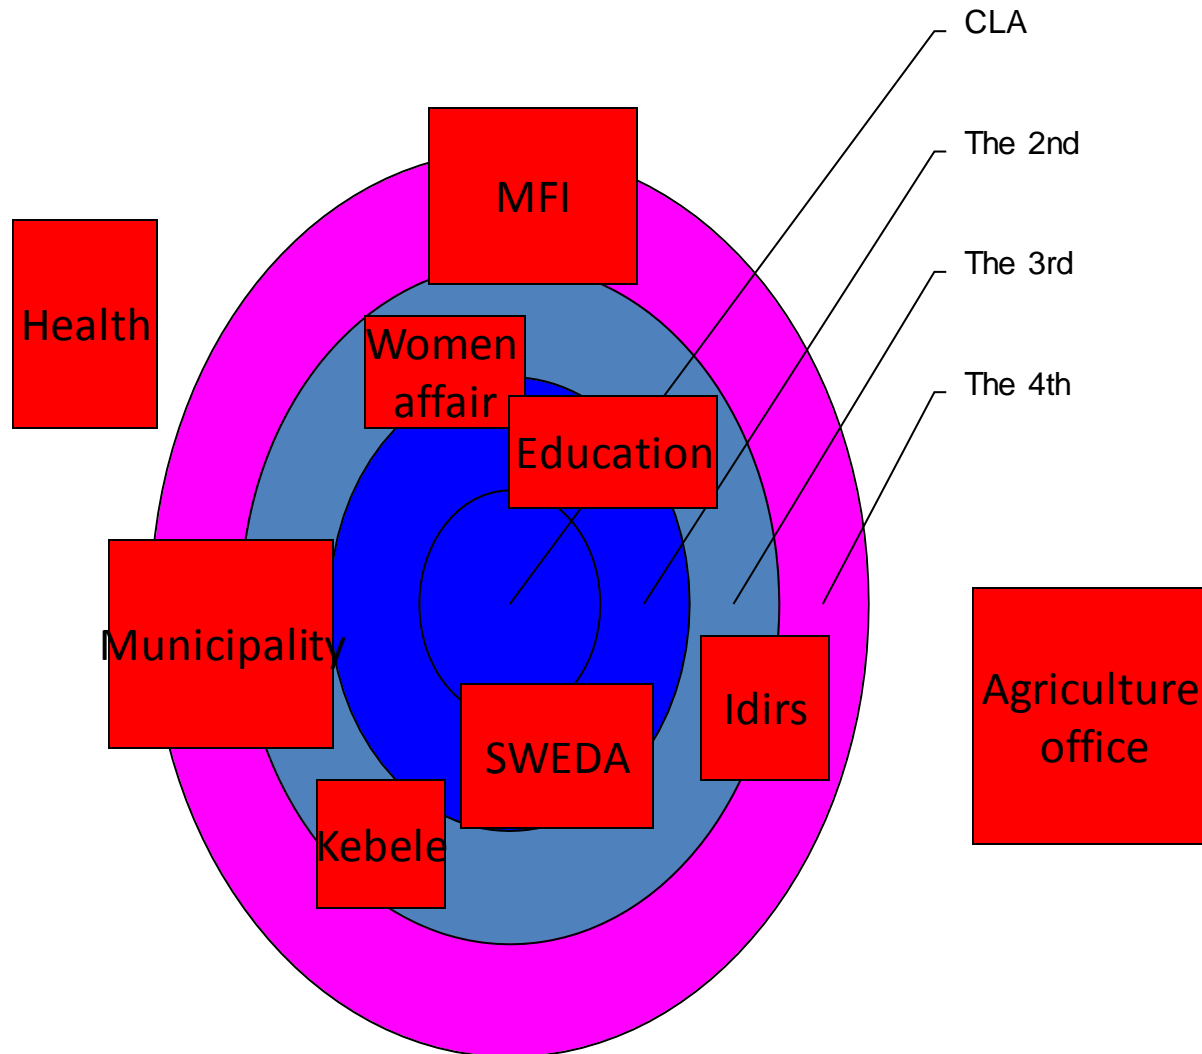 CLA
The 2nd
MFI
The 3rd
Health
Women
affair
The 4th
Education
Municipality
Idirs
Agriculture
office
SWEDA
Kebele